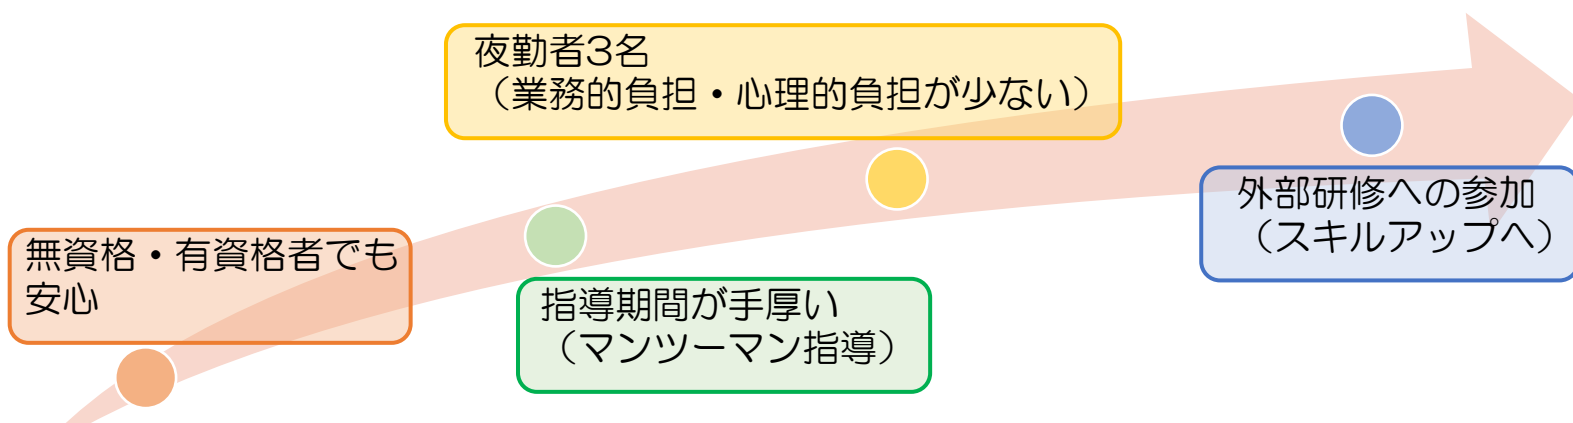 夜勤者3名
（業務的負担・心理的負担が少ない）
無資格・有資格者でも
安心
指導期間が手厚い
（マンツーマン指導）
外部研修への参加
（スキルアップへ）